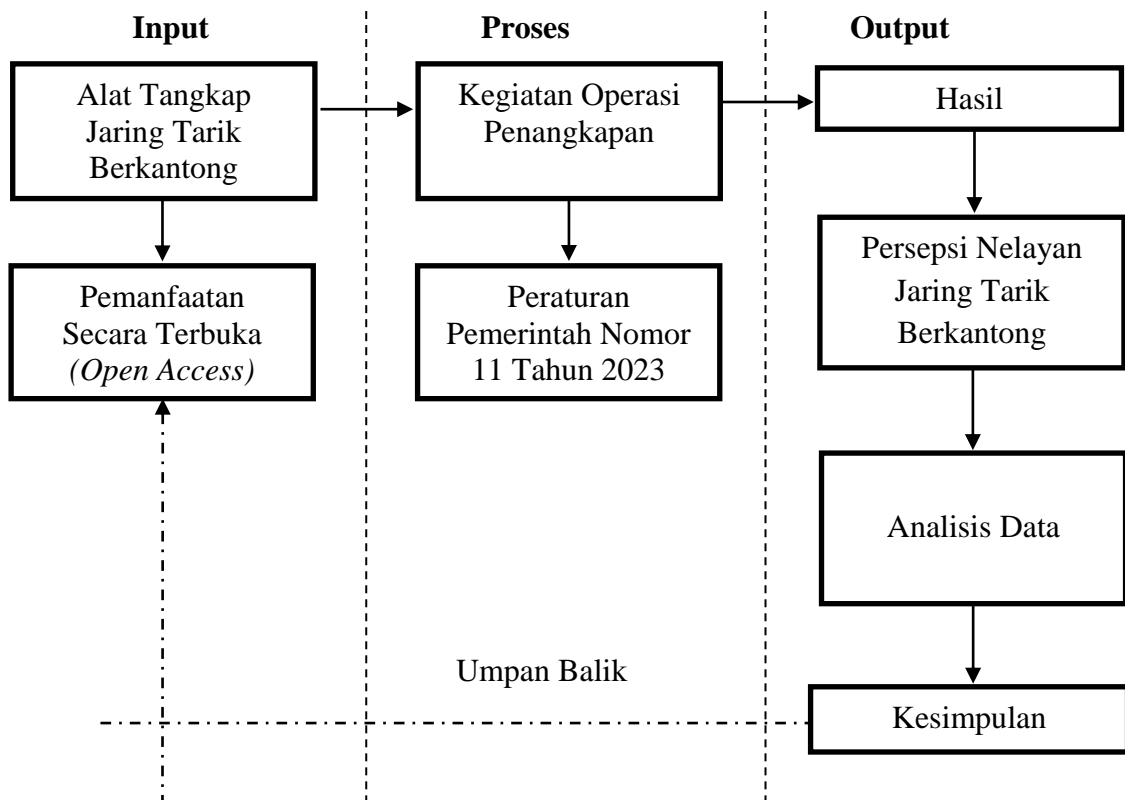 Input
Proses
Output
Alat Tangkap
Jaring Tarik
Berkantong
Kegiatan Operasi
Penangkapan
Hasil
Pemanfaatan
Secara Terbuka
(Open Access)
Peraturan
Pemerintah Nomor
11 Tahun 2023
Persepsi Nelayan
Jaring Tarik
Berkantong
Analisis Data
Umpan Balik
Kesimpulan